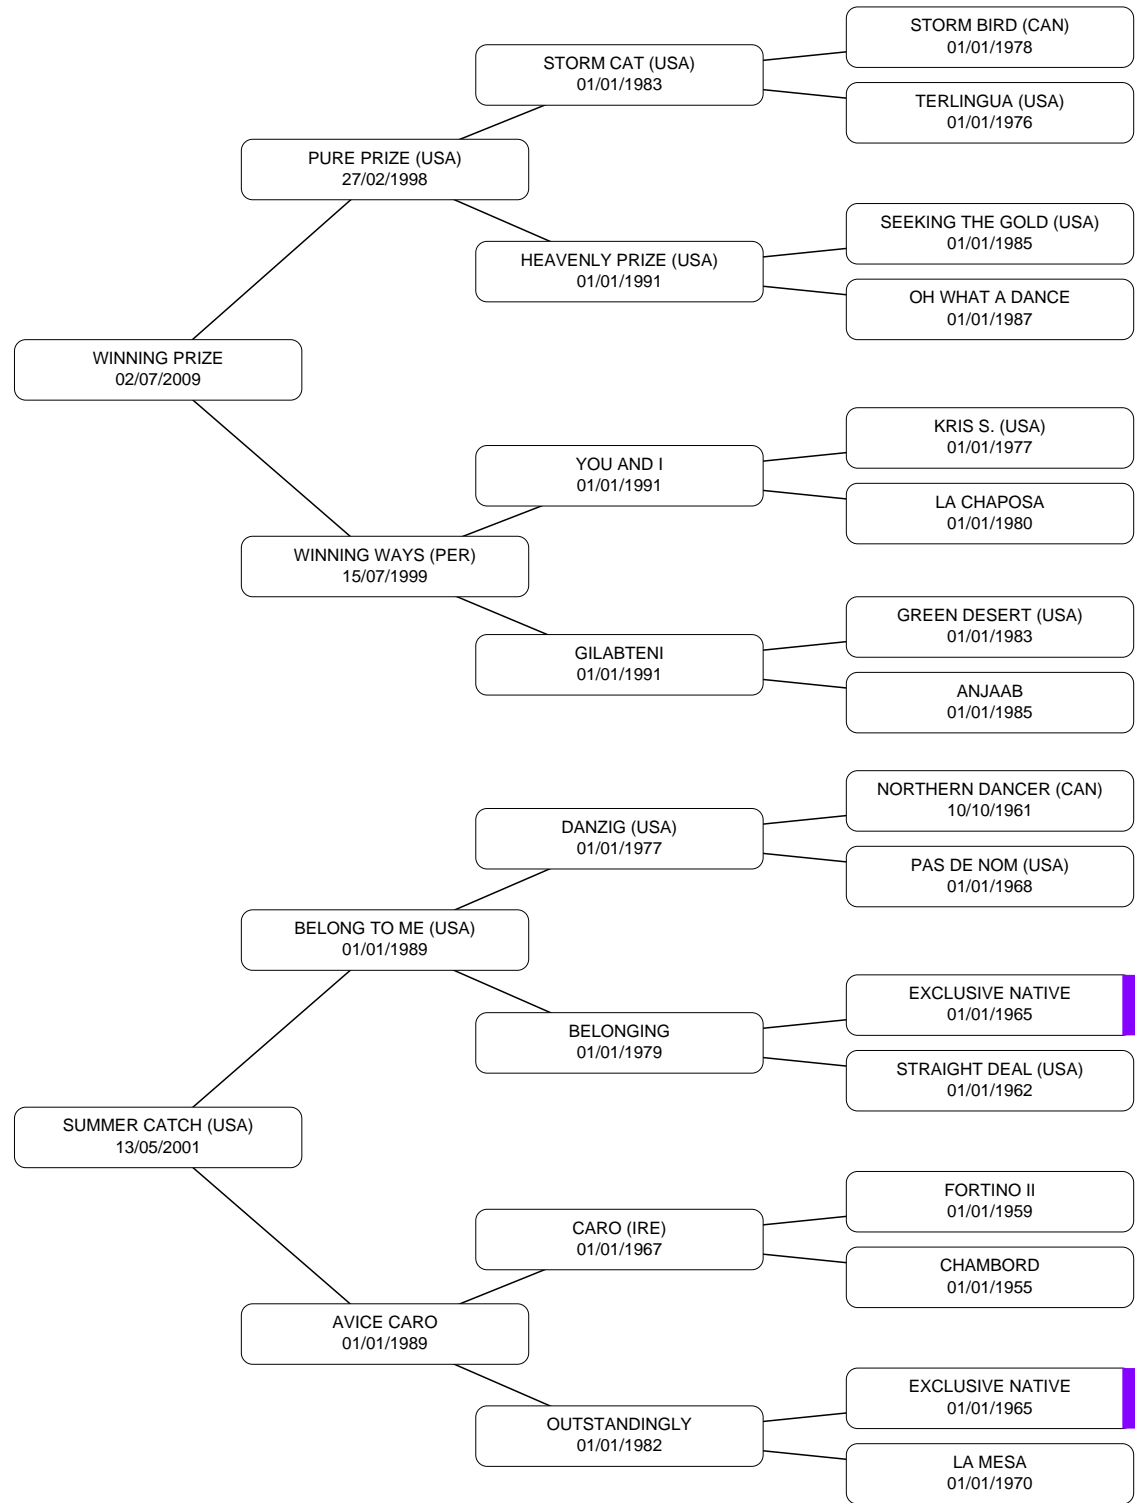 STORM BIRD (CAN)
01/01/1978
STORM CAT (USA)
01/01/1983
TERLINGUA (USA)
01/01/1976
PURE PRIZE (USA)
27/02/1998
SEEKING THE GOLD (USA)
01/01/1985
HEAVENLY PRIZE (USA)
01/01/1991
OH WHAT A DANCE
01/01/1987
WINNING PRIZE
02/07/2009
KRIS S. (USA)
01/01/1977
YOU AND I
01/01/1991
LA CHAPOSA
01/01/1980
WINNING WAYS (PER)
15/07/1999
GREEN DESERT (USA)
01/01/1983
GILABTENI
01/01/1991
ANJAAB
01/01/1985
NORTHERN DANCER (CAN)
10/10/1961
DANZIG (USA)
01/01/1977
PAS DE NOM (USA)
01/01/1968
BELONG TO ME (USA)
01/01/1989
EXCLUSIVE NATIVE
01/01/1965
BELONGING
01/01/1979
STRAIGHT DEAL (USA)
01/01/1962
SUMMER CATCH (USA)
13/05/2001
FORTINO II
01/01/1959
CARO (IRE)
01/01/1967
CHAMBORD
01/01/1955
AVICE CARO
01/01/1989
EXCLUSIVE NATIVE
01/01/1965
OUTSTANDINGLY
01/01/1982
LA MESA
01/01/1970